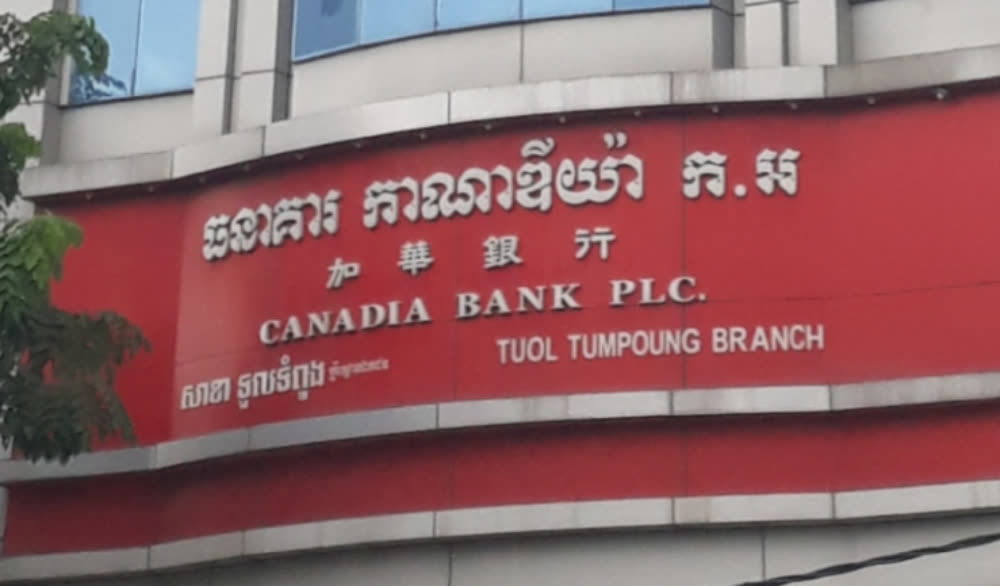 ធនាគារ កាណាឌីយ៉ា ក.អ
加華銀行
CANADIA BANK PLC.
TUOL TUMPOUNG BRANCH
សាខា ទួលទំពូង